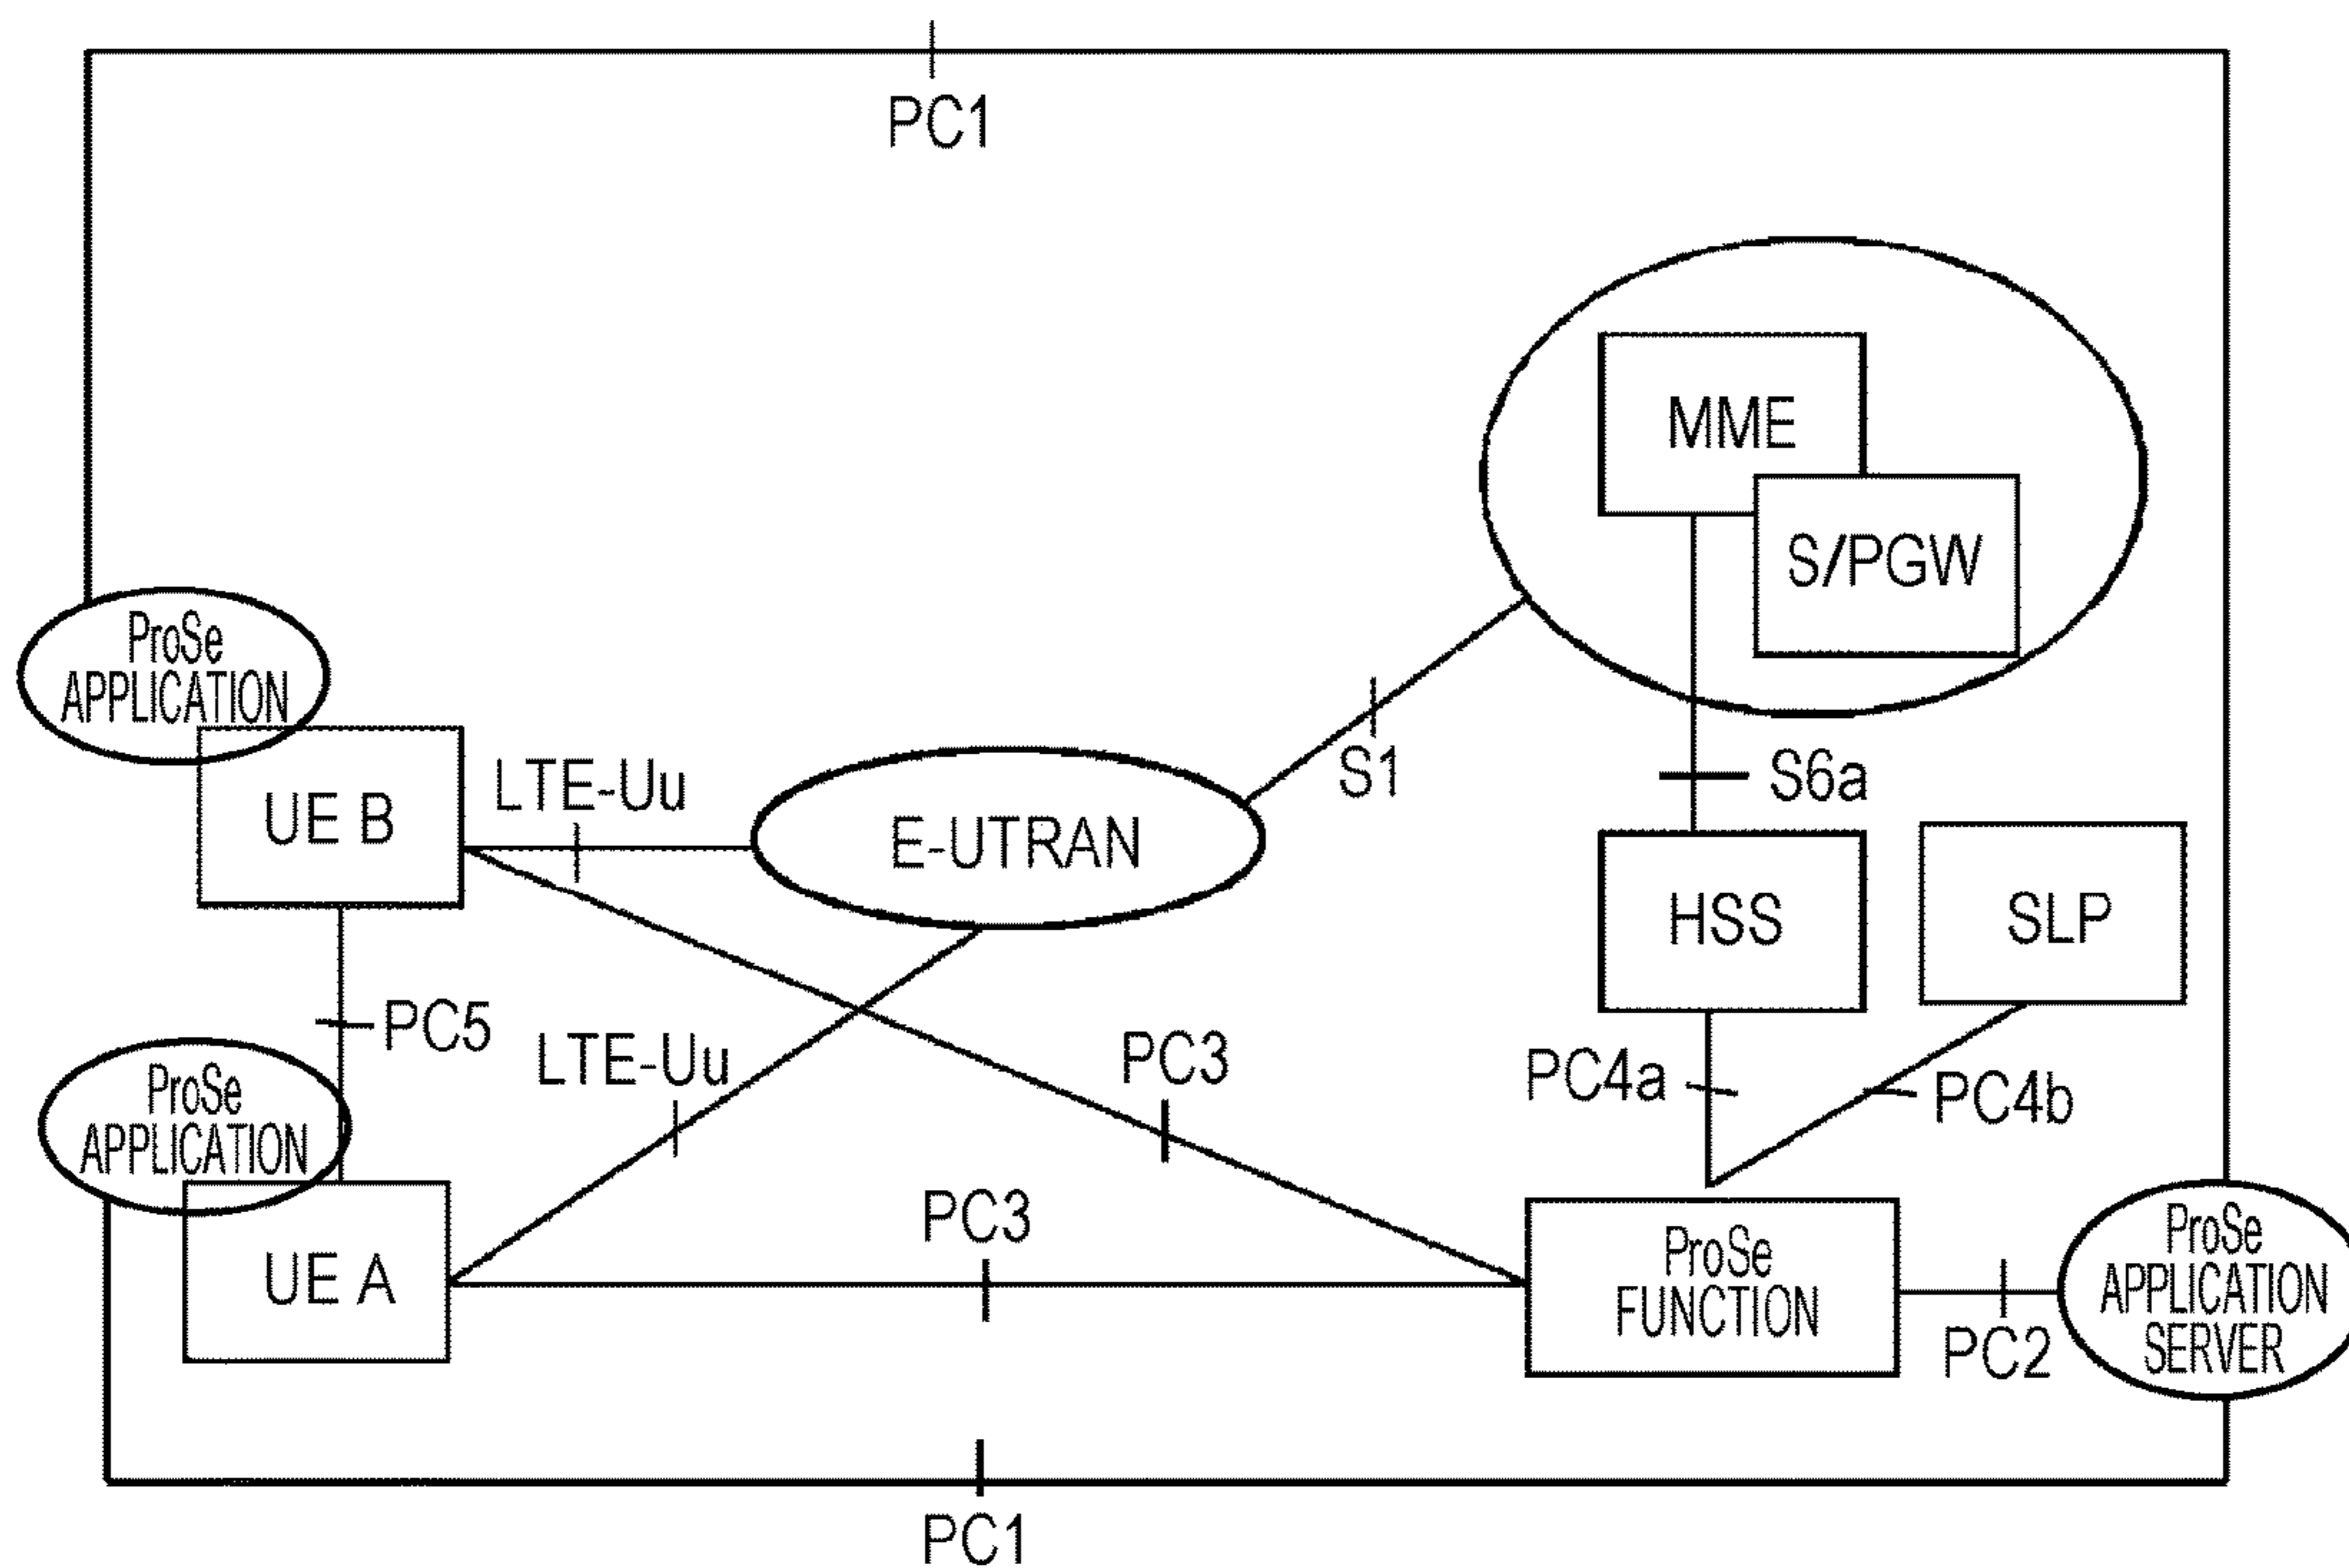 PC1
MME
S/PGW
ProSe
APPLICATION
UE B
LTE-Uu
E-UTRAN
S1
S6a
HSS
SLP
PC5
LTE-Uu
PC3
PC4a
PC4b
ProSe
APPLICATION
UE A
PC3
ProSe
FUNCTION
PC2
ProSe
APPLICATION
SERVER
PC1